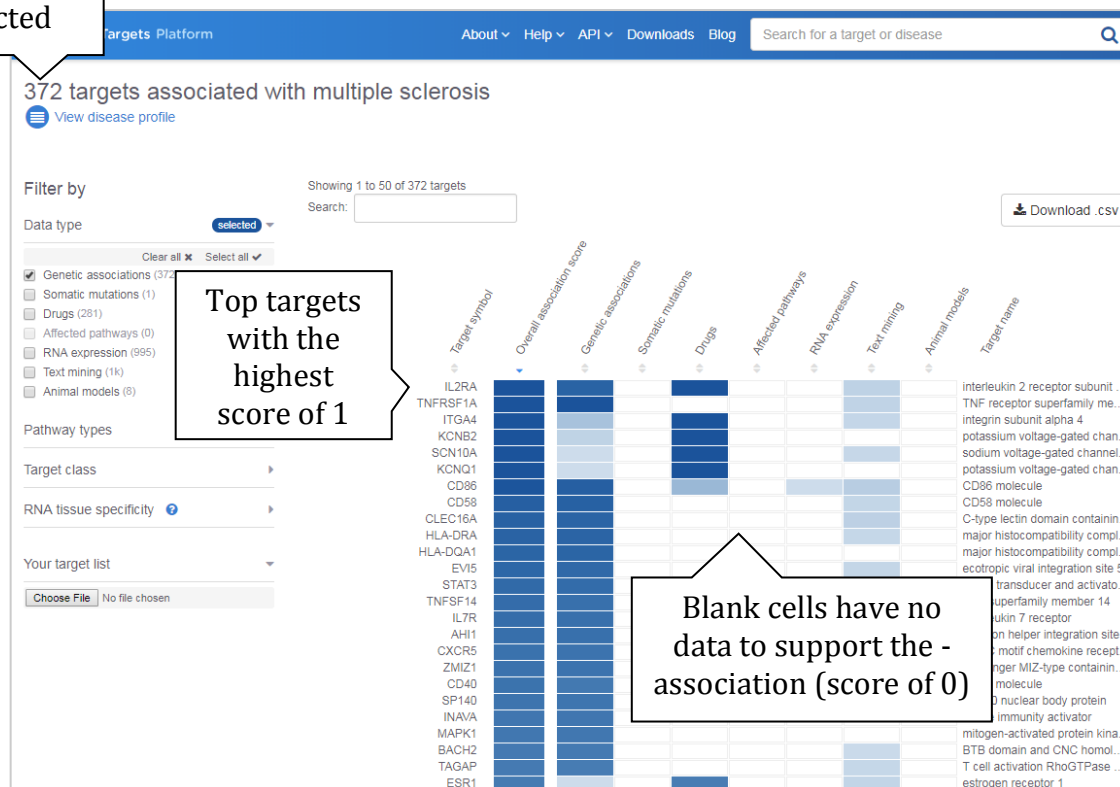 Targets Platform
About Help API Downloads Blog Search for a target or disease
372 targets associated with multiple sclerosis
View disease profile
Filter by
Data type selected
Clear all ✖ Select all ✔
Genetic associations (372
Somatic mutations (1)
Drugs (281)
Affected pathways (0)
RNA expression (995)
Text mining (1k)
Animal models (8)
Pathway types
Target class
RNA tissue specificity ?
Your target list
Choose File No file chosen
Showing 1 to 50 of 372 targets
Search:
Download .csv
Top targets
with the
highest
score of 1
Target symbol
Overall association score
Genetic associations
Somatic mutations
Drugs
Affected pathways
RNA expression
Text mining
Animal models
Target name
IL2RA interleukin 2 receptor subunit .
TNFRSF1A TNF receptor superfamily me...
ITGA4 integrin subunit alpha 4
KCNB2 potassium voltage-gated chan.
SCN10A sodium voltage-gated channel.
KCNQ1 potassium voltage-gated chan.
CD86 CD86 molecule
CD58 CD58 molecule
CLEC16A C-type lectin domain containin.
HLA-DRA major histocompatibility compl.
HLA-DQA1 major histocompatibility compl.
EVI5 ecotropic viral integration site 5
STAT3 transducer and activato..
TNFSF14 superfamily member 14
IL7R 7 receptor
AHI1 helper integration site
CXCR5 motif chemokine recept
ZMIZ1 MIZ-type containin.
CD40 molecule
SP140 nuclear body protein
INAVA immunity activator
MAPK1 mitogen-activated protein kina.
BACH2 BTB domain and CNC homol..
TAGAP T cell activation RhoGTPase ..
ESR1 estrogen receptor 1
Blank cells have no
data to support the -
association (score of 0)